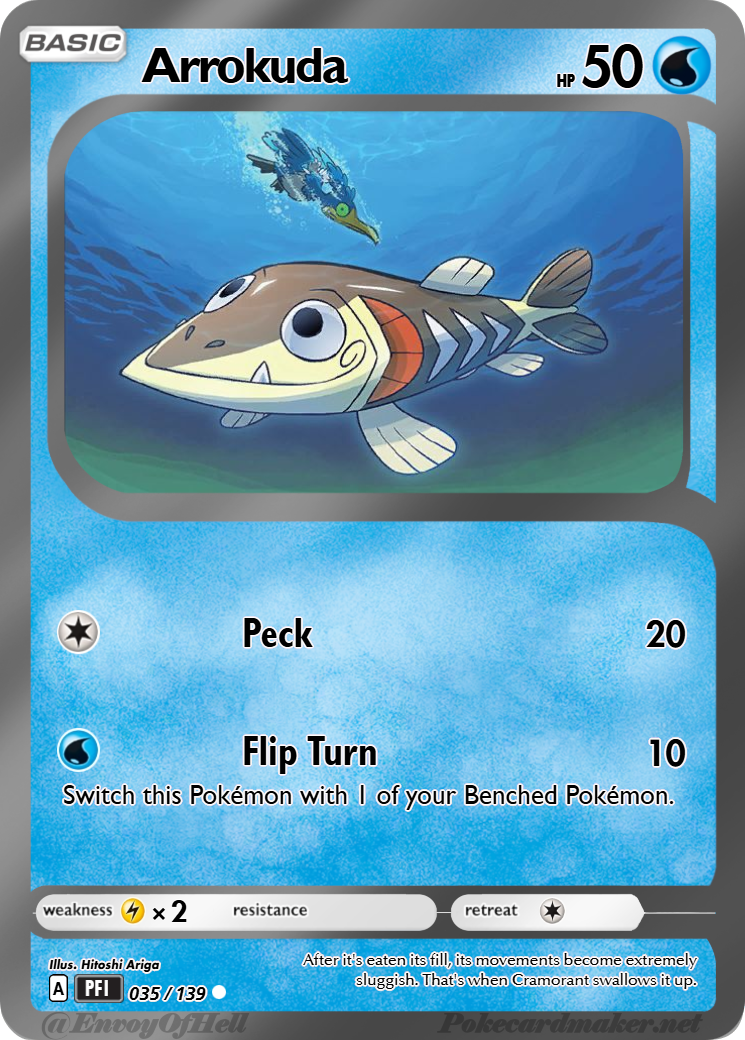 BASIC
Arrokuda
HP 50
Peck 20
Flip Turn 10
Switch this Pokémon with 1 of your Benched Pokémon.
weakness × 2 resistance retreat
Illus. Hitoshi Ariga
After it's eaten its fill, its movements become extremely
sluggish. That's when Cramorant swallows it up.
A PFI 035 / 139
@EnvoyOfHell Pokecardmaker.net